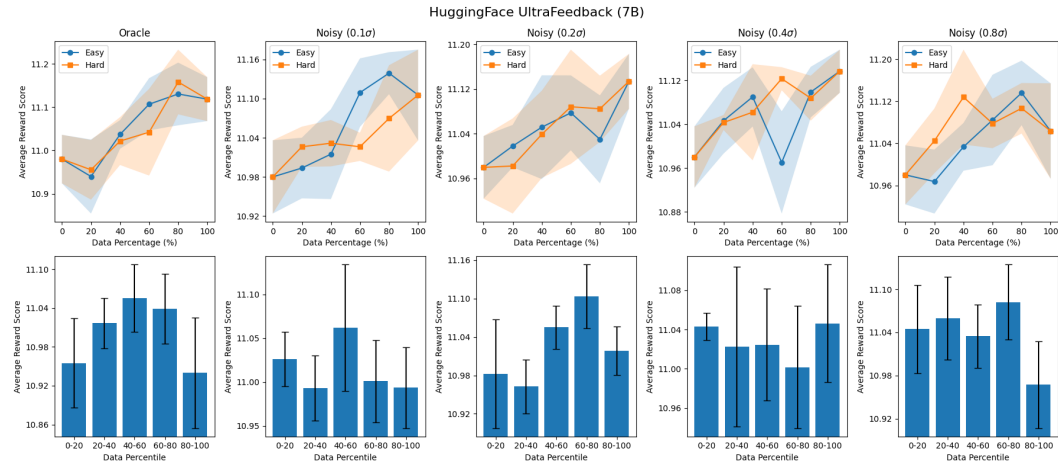 HuggingFace UltraFeedback (7B)
Oracle
Easy
Hard
Average Reward Score
11.2
11.1
11.0
10.9
0 20 40 60 80 100
Data Percentage (%)
Noisy (0.1σ)
Easy
Hard
Average Reward Score
11.16
11.10
11.04
10.98
10.92
0 20 40 60 80 100
Data Percentage (%)
Noisy (0.2σ)
Easy
Hard
Average Reward Score
11.20
11.12
11.04
10.96
0 20 40 60 80 100
Data Percentage (%)
Noisy (0.4σ)
Easy
Hard
Average Reward Score
11.12
11.04
10.96
10.88
0 20 40 60 80 100
Data Percentage (%)
Noisy (0.8σ)
Easy
Hard
Average Reward Score
11.20
11.12
11.04
10.96
0 20 40 60 80 100
Data Percentage (%)
Average Reward Score
11.10
11.04
10.98
10.92
10.86
0-20 20-40 40-60 60-80 80-100
Data Percentile
Average Reward Score
11.10
11.05
11.00
10.95
0-20 20-40 40-60 60-80 80-100
Data Percentile
Average Reward Score
11.16
11.10
11.04
10.98
10.92
0-20 20-40 40-60 60-80 80-100
Data Percentile
Average Reward Score
11.08
11.04
11.00
10.96
0-20 20-40 40-60 60-80 80-100
Data Percentile
Average Reward Score
11.10
11.04
10.98
10.92
0-20 20-40 40-60 60-80 80-100
Data Percentile